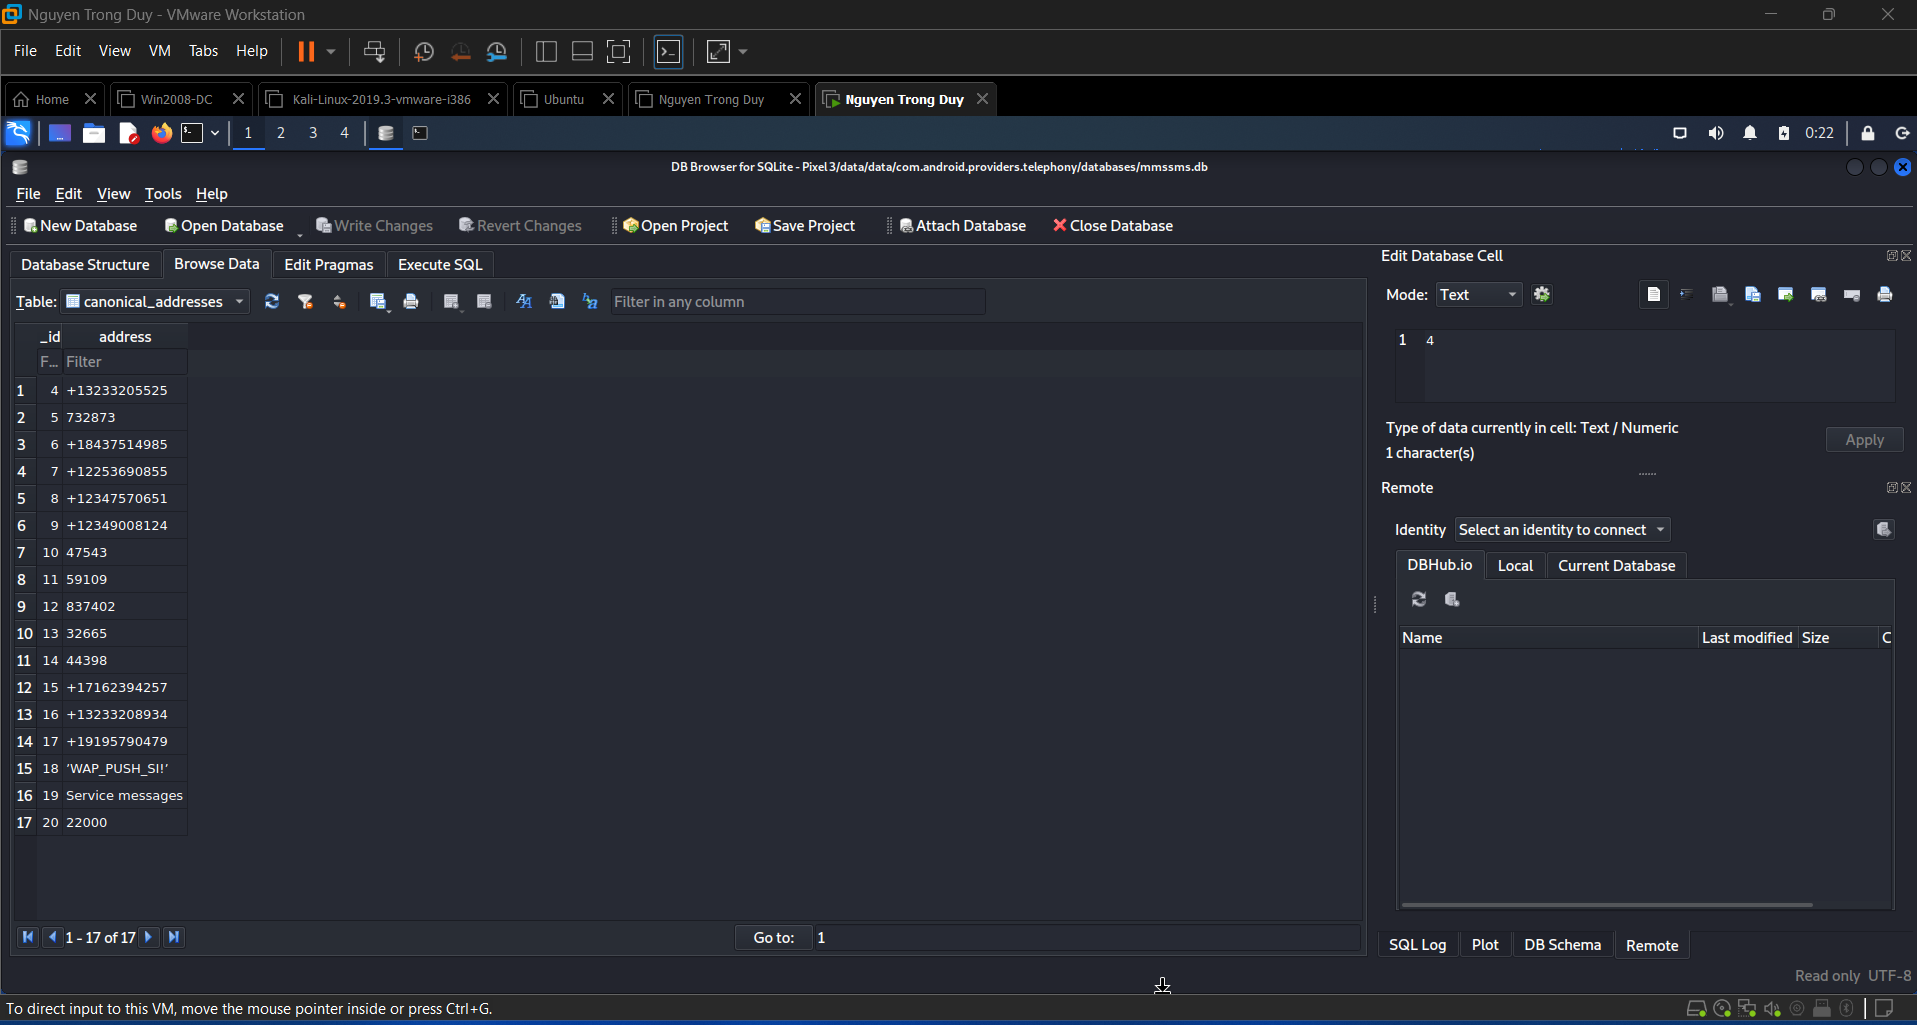 Nguyen Trong Duy - VMware Workstation
File Edit View VM Tabs Help
Home Win2008-DC Kali-Linux-2019.3-vmware-i386 Ubuntu Nguyen Trong Duy Nguyen Trong Duy
1 2 3 4 0:22
DB Browser for SQLite - Pixel 3/data/data/com.android.providers.telephony/databases/mmssms.db
File Edit View Tools Help
New Database Open Database Write Changes Revert Changes Open Project Save Project Attach Database Close Database
Database Structure Browse Data Edit Pragmas Execute SQL
Table: canonical_addresses Filter in any column
_id address
F... Filter
1 4 +13233205525
2 5 732873
3 6 +18437514985
4 7 +12253690855
5 8 +12347570651
6 9 +12349008124
7 10 47543
8 11 59109
9 12 837402
10 13 32665
11 14 44398
12 15 +17162394257
13 16 +13233208934
14 17 +19195790479
15 18 'WAP_PUSH_SI!'
16 19 Service messages
17 20 22000
1 - 17 of 17 Go to: 1
Edit Database Cell
Mode: Text
1 4
Type of data currently in cell: Text / Numeric
1 character(s)
Apply
Remote
Identity Select an identity to connect
DBHub.io Local Current Database
Name Last modified Size C
SQL Log Plot DB Schema Remote
Read only UTF-8
To direct input to this VM, move the mouse pointer inside or press Ctrl+G.